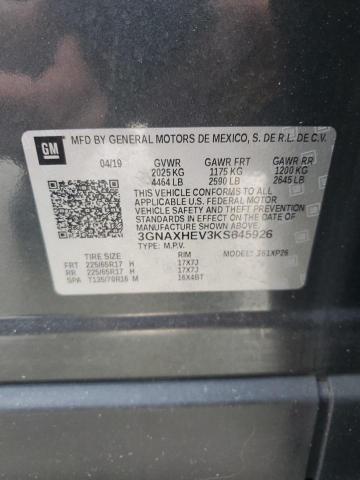 GM
MFD BY GENERAL MOTORS DE MEXICO, S. DE R.L. DE C.V.
04/19 GVWR GAWR FRT GAWR RR
2025 KG 1175 KG 1200 KG
4464 LB 2590 LB 2645 LB
THIS VEHICLE CONFORMS TO ALL
APPLICABLE U.S. FEDERAL MOTOR
VEHICLE SAFETY AND THEFT PREVENTION
STANDARDS IN EFFECT ON THE DATE OF
MANUFACTURE SHOWN ABOVE.
3GNAXHEV3KS645926
TYPE: M.P.V. MODEL: J61XP26
TIRE SIZE RIM
FRT 225/65R17 H 17X7J
RR 225/65R17 H 17X7J
SPA T135/70R16 M 16X4BT